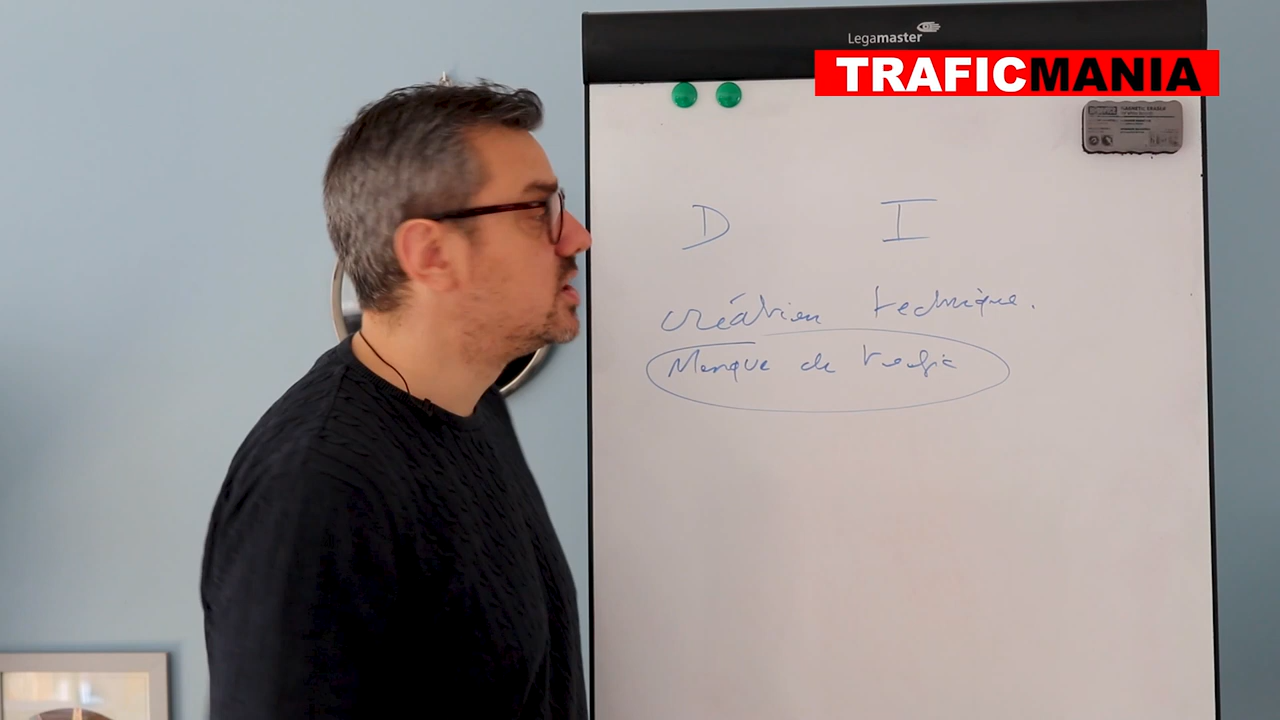 Legamaster
TRAFICMANIA
D I
création technique.
Manque de trafic